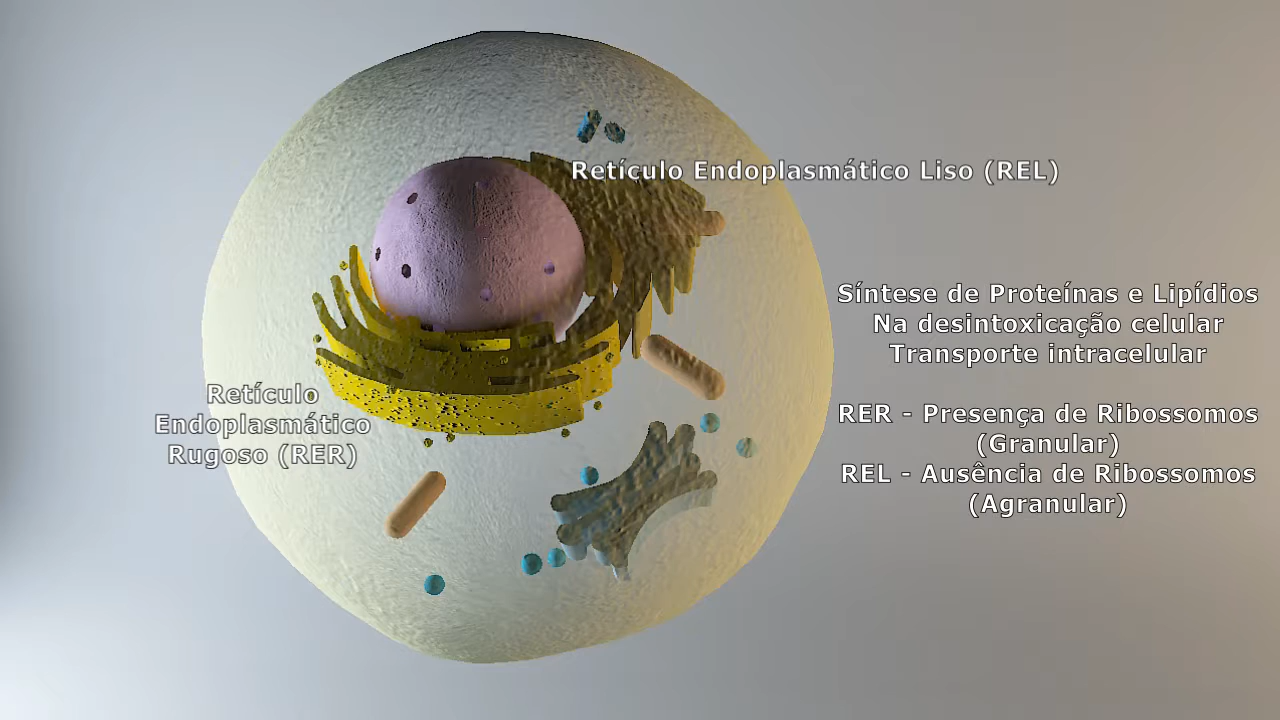 Retículo Endoplasmático Liso (REL)
Síntese de Proteínas e Lipídios
Na desintoxicação celular
Transporte intracelular
RER - Presença de Ribossomos
(Granular)
REL - Ausência de Ribossomos
(Agranular)
Retículo
Endoplasmático
Rugoso (RER)